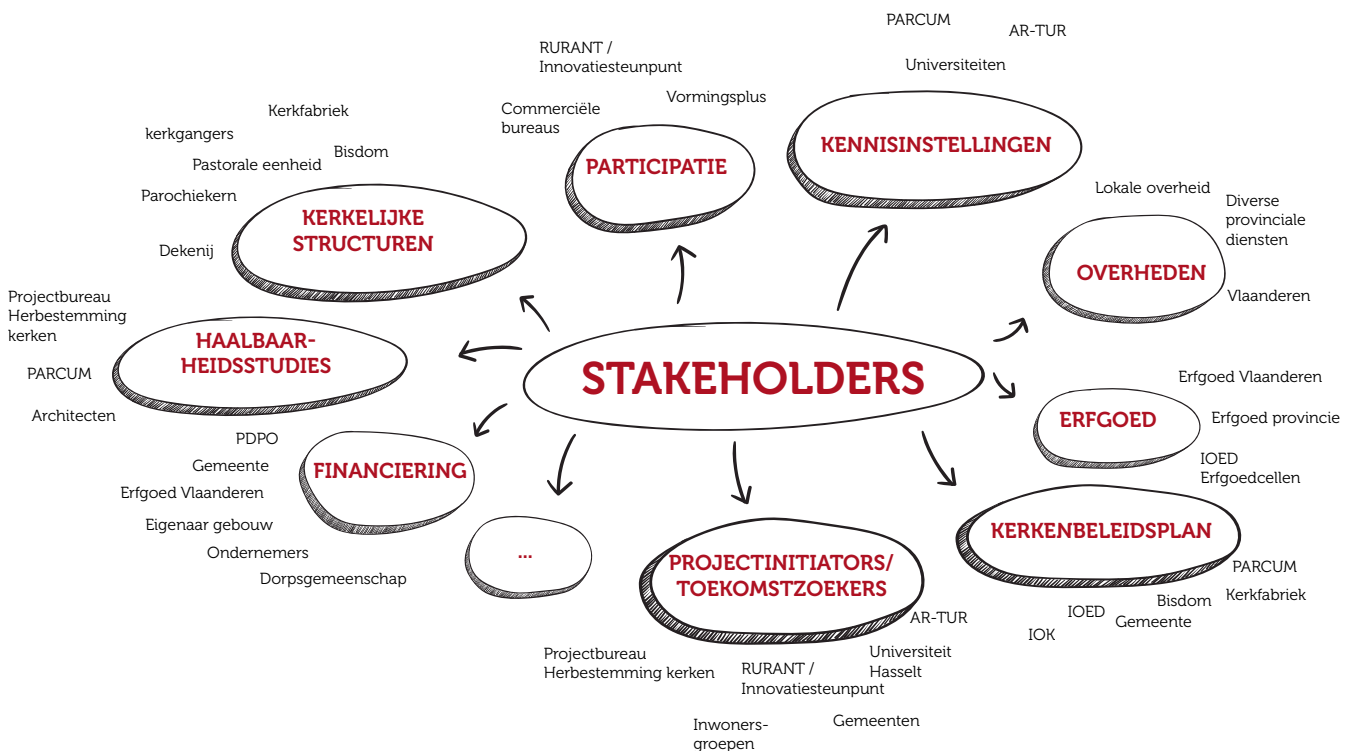 PARCUM
AR-TUR
Universiteiten
KENNISINSTELLINGEN
RURANT /
Innovatiesteunpunt
Vormingsplus
Commerciële
bureaus
PARTICIPATIE
Kerkfabriek
kerkgangers
Bisdom
Pastorale eenheid
Parochiekern
Dekenij
KERKELIJKE
STRUCTUREN
Lokale overheid
Diverse
provinciale
diensten
Vlaanderen
OVERHEDEN
Projectbureau
Herbestemming
kerken
PARCUM
Architecten
HAALBAAR-
HEIDSSTUDIES
STAKEHOLDERS
Erfgoed Vlaanderen
Erfgoed provincie
IOED
Erfgoedcellen
ERFGOED
PDPO
Gemeente
Erfgoed Vlaanderen
Eigenaar gebouw
Ondernemers
Dorpsgemeenschap
FINANCIERING
...
PROJECTINITIATORS/
TOEKOMSTZOEKERS
AR-TUR
Universiteit
Hasselt
Projectbureau
Herbestemming kerken
RURANT /
Innovatiesteunpunt
Gemeenten
Inwoners-
groepen
KERKENBELEIDSPLAN
PARCUM
Kerkfabriek
Bisdom
Gemeente
IOED
IOK